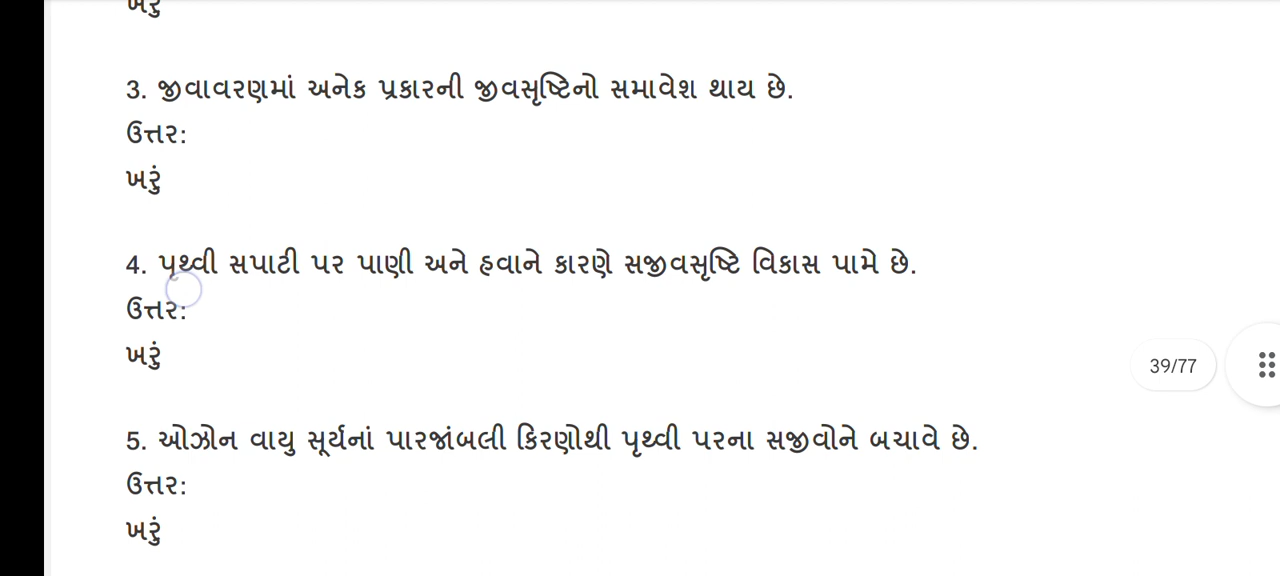 ખરું
3. જીવાવરણમાં અનેક પ્રકારની જીવસૃષ્ટિનો સમાવેશ થાય છે.
ઉત્તર:
ખરું
4. પૃથ્વી સપાટી પર પાણી અને હવાને કારણે સજીવસૃષ્ટિ વિકાસ પામે છે.
ઉત્તર:
ખરું
39/77
5. ઓઝોન વાયુ સૂર્યનાં પારજાંબલી કિરણોથી પૃથ્વી પરના સજીવોને બચાવે છે.
ઉત્તર:
ખરું